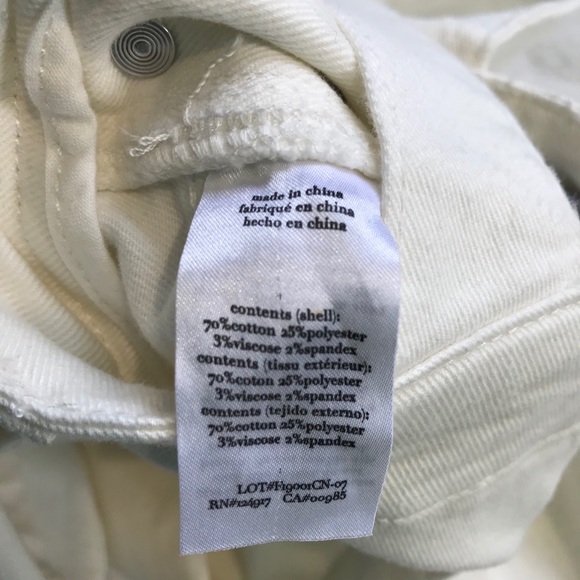 made in china
fabriqué en china
hecho en china
contents (shell):
70%cotton 25%polyester
3%viscose 2%spandex
contents (tissu extérieur):
70%coton 25%polyester
3%viscose 2%spandex
contents (tejido externo):
70%cotton 25%polyester
3%viscose 2%spandex
LOT#F19001CN-07
RN#124917 CA#00985